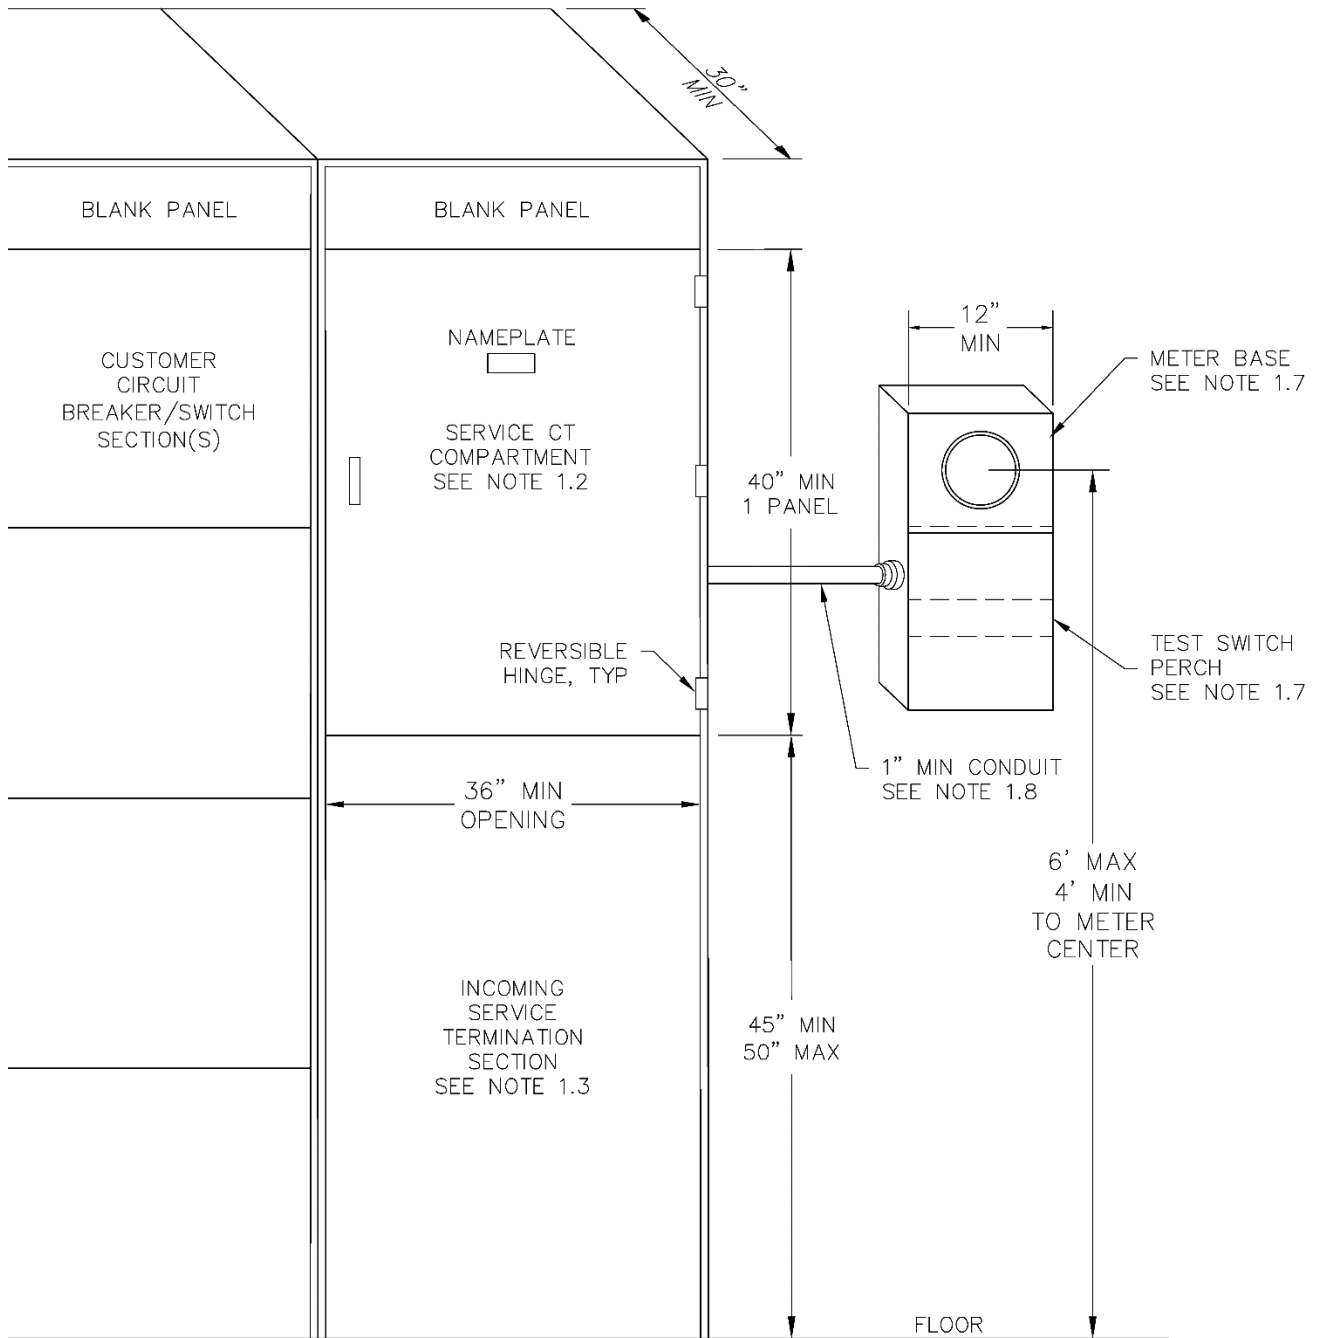 30”
MIN
BLANK PANEL
BLANK PANEL
NAMEPLATE
CUSTOMER
CIRCUIT
BREAKER/SWITCH
SECTION(S)
SERVICE CT
COMPARTMENT
SEE NOTE 1.2
12”
MIN
METER BASE
SEE NOTE 1.7
40” MIN
1 PANEL
REVERSIBLE
HINGE, TYP
TEST SWITCH
PERCH
SEE NOTE 1.7
1” MIN CONDUIT
SEE NOTE 1.8
36” MIN
OPENING
6’ MAX
4’ MIN
TO METER
CENTER
INCOMING
SERVICE
TERMINATION
SECTION
SEE NOTE 1.3
45” MIN
50” MAX
FLOOR